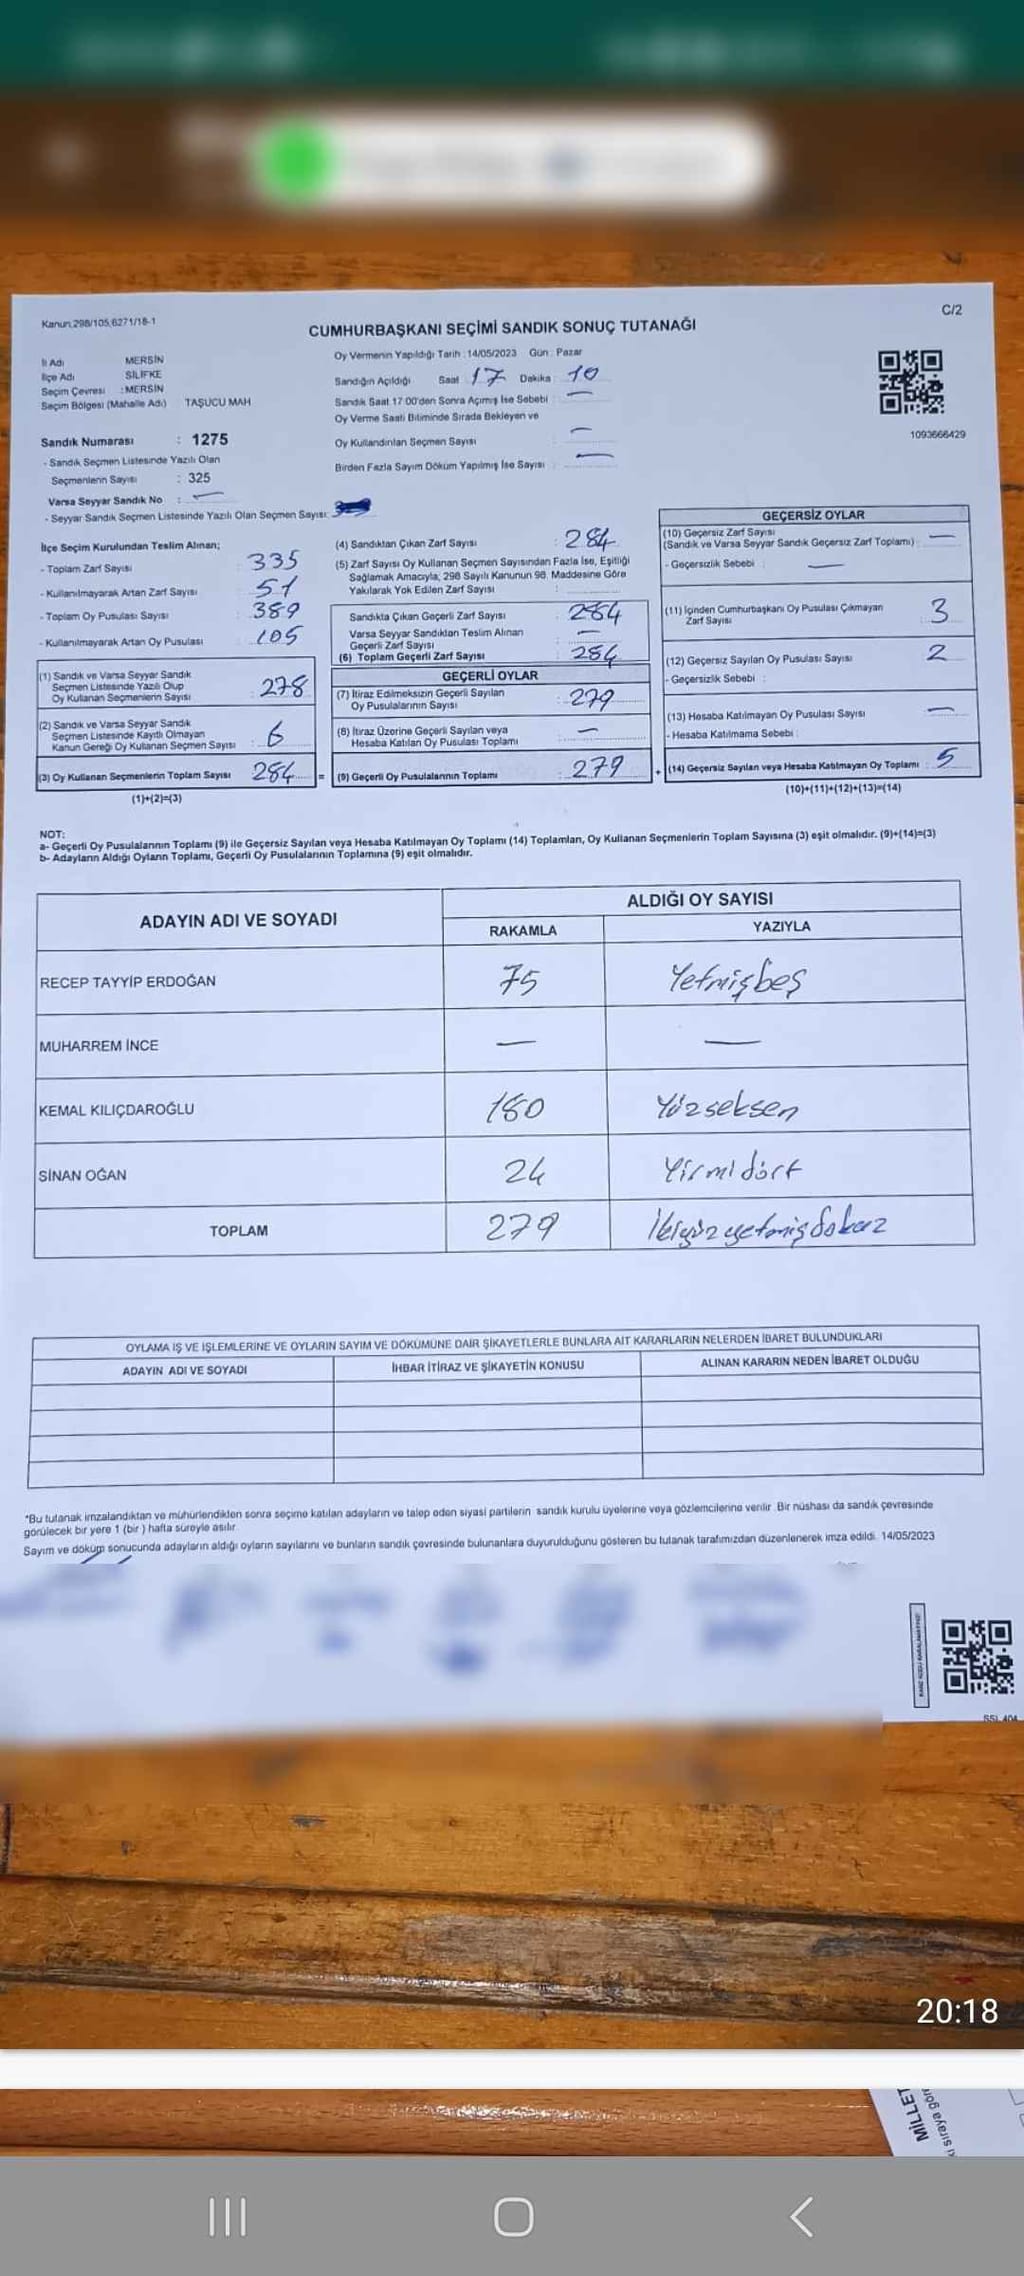 Kanun,298/105,6271/18-1
C/2
CUMHURBAŞKANI SEÇİMİ SANDIK SONUÇ TUTANAĞI
İl Adı MERSİN
İlçe Adı SİLİFKE
Seçim Çevresi : MERSİN
Seçim Bölgesi (Mahalle Adı) TAŞUCU MAH
Oy Vermenin Yapıldığı Tarih : 14/05/2023 Gün : Pazar
Sandığın Açıldığı Saat 17 Dakika : 10
Sandık Saat 17:00'den Sonra Açımış İse Sebebi : —
Oy Verme Saati Bitiminde Sırada Bekleyen ve
Oy Kullandırılan Seçmen Sayısı —
Birden Fazla Sayım Döküm Yapılmış İse Sayısı : —
1093666429
Sandık Numarası : 1275
- Sandık Seçmen Listesinde Yazılı Olan
Seçmenlerin Sayısı : 325
Varsa Seyyar Sandık No : —
- Seyyar Sandık Seçmen Listesinde Yazılı Olan Seçmen Sayısı:
İlçe Seçim Kurulundan Teslim Alınan;
- Toplam Zarf Sayısı 335
- Kullanılmayarak Artan Zarf Sayısı 51
- Toplam Oy Pusulası Sayısı 389
- Kullanılmayarak Artan Oy Pusulası 105
(1) Sandık ve Varsa Seyyar Sandık
Seçmen Listesinde Yazılı Olup
Oy Kullanan Seçmenlerin Sayısı : 278
(2) Sandık ve Varsa Seyyar Sandık
Seçmen Listesinde Kayıtlı Olmayan
Kanun Gereği Oy Kullanan Seçmen Sayısı : 6
(3) Oy Kullanan Seçmenlerin Toplam Sayısı 284 =
(1)+(2)=(3)
(4) Sandıktan Çıkan Zarf Sayısı : 284
(5) Zarf Sayısı Oy Kullanan Seçmen Sayısından Fazla İse, Eşitliği
Sağlamak Amacıyla, 298 Sayılı Kanunun 98. Maddesine Göre
Yakılarak Yok Edilen Zarf Sayısı :
Sandıkta Çıkan Geçerli Zarf Sayısı 284
Varsa Seyyar Sandıktan Teslim Alınan
Geçerli Zarf Sayısı —
(6) Toplam Geçerli Zarf Sayısı 284
GEÇERLİ OYLAR
(7) İtiraz Edilmeksizin Geçerli Sayılan
Oy Pusulalarının Sayısı : 279
(8) İtiraz Üzerine Geçerli Sayılan veya
Hesaba Katılan Oy Pusulası Toplamı : —
(9) Geçerli Oy Pusulalarının Toplamı : 279 +
GEÇERSİZ OYLAR
(10) Geçersiz Zarf Sayısı
(Sandık ve Varsa Seyyar Sandık Geçersiz Zarf Toplamı) : —
- Geçersizlik Sebebi : —
(11) İçinden Cumhurbaşkanı Oy Pusulası Çıkmayan
Zarf Sayısı : 3
(12) Geçersiz Sayılan Oy Pusulası Sayısı : 2
- Geçersizlik Sebebi :
(13) Hesaba Katılmayan Oy Pusulası Sayısı : —
- Hesaba Katılmama Sebebi :
(14) Geçersiz Sayılan veya Hesaba Katılmayan Oy Toplamı : 5
(10)+(11)+(12)+(13)=(14)
NOT:
a- Geçerli Oy Pusulalarının Toplamı (9) ile Geçersiz Sayılan veya Hesaba Katılmayan Oy Toplamı (14) Toplamları, Oy Kullanan Seçmenlerin Toplam Sayısına (3) eşit olmalıdır. (9)+(14)=(3)
b- Adayların Aldığı Oyların Toplamı, Geçerli Oy Pusulalarının Toplamına (9) eşit olmalıdır.
ADAYIN ADI VE SOYADI ALDIĞI OY SAYISI
RAKAMLA YAZIYLA
RECEP TAYYİP ERDOĞAN 75 Yetmişbeş
MUHARREM İNCE — —
KEMAL KILIÇDAROĞLU 180 Yüzseksen
SİNAN OĞAN 24 Yirmidört
TOPLAM 279 İkiyüzyetmişdokuz
OYLAMA İŞ VE İŞLEMLERİNE VE OYLARIN SAYIM VE DÖKÜMÜNE DAİR ŞİKAYETLERLE BUNLARA AİT KARARLARIN NELERDEN İBARET BULUNDUKLARI
ADAYIN ADI VE SOYADI İHBAR İTİRAZ VE ŞİKAYETİN KONUSU ALINAN KARARIN NEDEN İBARET OLDUĞU
*Bu tutanak imzalandıktan ve mühürlendikten sonra seçime katılan adayların ve talep eden siyasi partilerin sandık kurulu üyelerine veya gözlemcilerine verilir. Bir nüshası da sandık çevresinde
görülecek bir yere 1 (bir ) hafta süreyle asılır
Sayım ve döküm sonucunda adayların aldığı oyların sayılarını ve bunların sandık çevresinde bulunanlara duyurulduğunu gösteren bu tutanak tarafımızdan düzenlenerek imza edildi. 14/05/2023
SSL 404
20:18
MİLLET